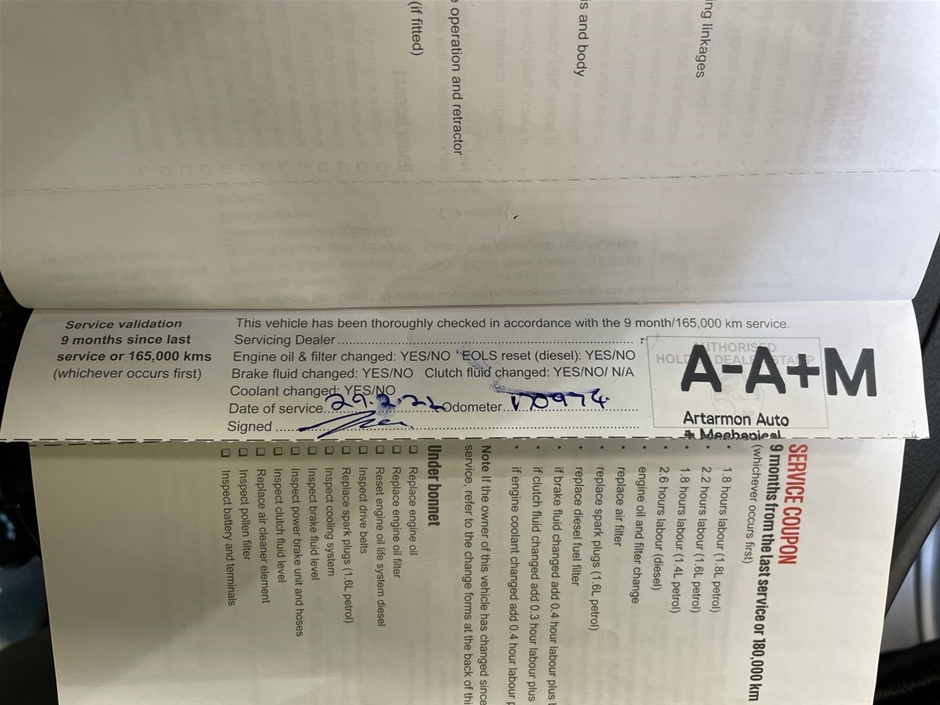 ng linkages
s and body
e operation and retractor
(if fitted)
Service validation
9 months since last
service or 165,000 kms
(whichever occurs first)
This vehicle has been thoroughly checked in accordance with the 9 month/165,000 km service.
Servicing Dealer
Engine oil & filter changed: YES/NO EOLS reset (diesel): YES/NO
Brake fluid changed: YES/NO Clutch fluid changed: YES/NO/ N/A
Coolant changed: YES/NO
Date of service Odometer 170974
Signed
AUTHORISED
A-A+M
Artarmon Auto
+ Mechanical
SERVICE COUPON
9 months from the last service or 180,000 km
(whichever occurs first)
1.8 hours labour (1.8L petrol)
2.2 hours labour (1.6L petrol)
1.8 hours labour (1.4L petrol)
2.6 hours labour (diesel)
engine oil and filter change
replace air filter
replace spark plugs (1.6L petrol)
replace diesel fuel filter
if brake fluid changed add 0.4 hour labour plus
if clutch fluid changed add 0.3 hour labour plus
if engine coolant changed add 0.4 hour labour p
Note If the owner of this vehicle has changed since
service, refer to the change forms at the back of thi
Under bonnet
Replace engine oil
Replace engine oil filter
Reset engine oil life system diesel
Inspect drive belts
Replace spark plugs (1.6L petrol)
Inspect cooling system
Inspect brake fluid level
Inspect power brake unit and hoses
Inspect clutch fluid level
Replace air cleaner element
Inspect pollen filter
Inspect battery and terminals